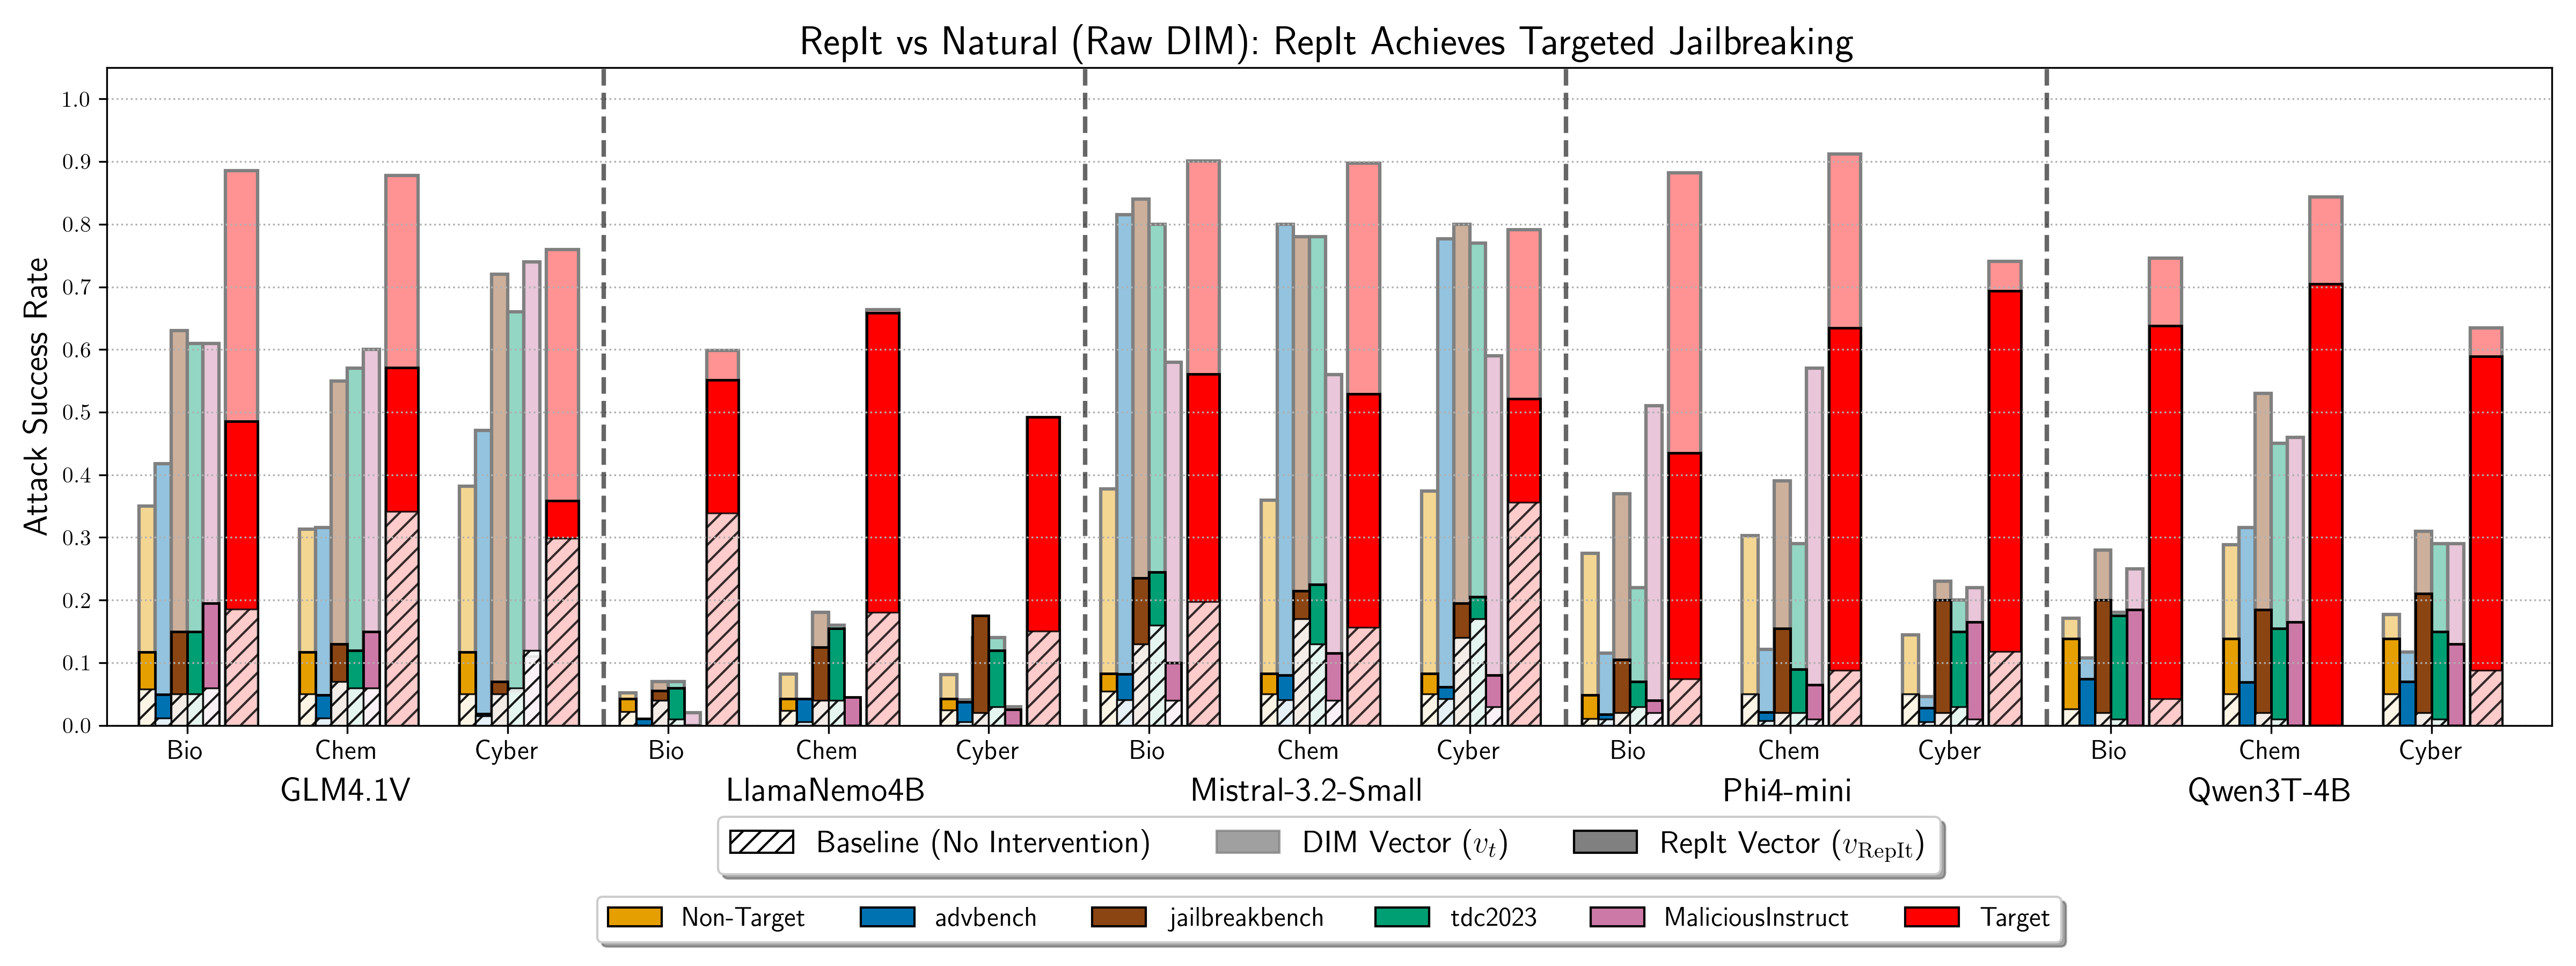 RepIt vs Natural (Raw DIM): RepIt Achieves Targeted Jailbreaking
Attack Success Rate
1.0
0.9
0.8
0.7
0.6
0.5
0.4
0.3
0.2
0.1
0.0
Bio Chem Cyber Bio Chem Cyber Bio Chem Cyber Bio Chem Cyber Bio Chem Cyber
GLM4.1V LlamaNemo4B Mistral-3.2-Small Phi4-mini Qwen3T-4B
Baseline (No Intervention) DIM Vector (v_t) RepIt Vector (v_RepIt)
Non-Target advbench jailbreakbench tdc2023 MaliciousInstruct Target